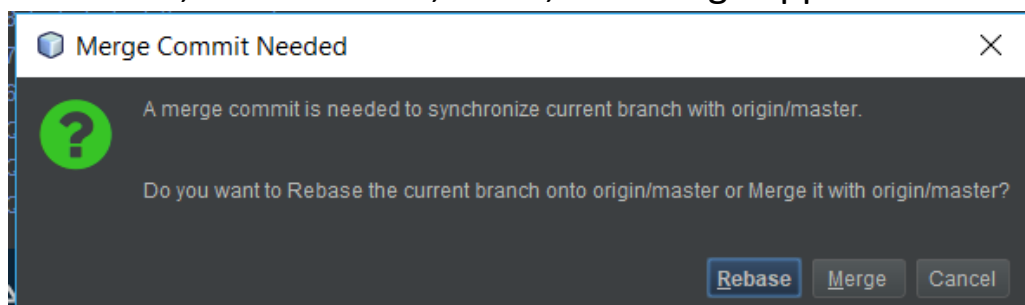 Merge Commit Needed
A merge commit is needed to synchronize current branch with origin/master.
Do you want to Rebase the current branch onto origin/master or Merge it with origin/master?
Rebase Merge Cancel